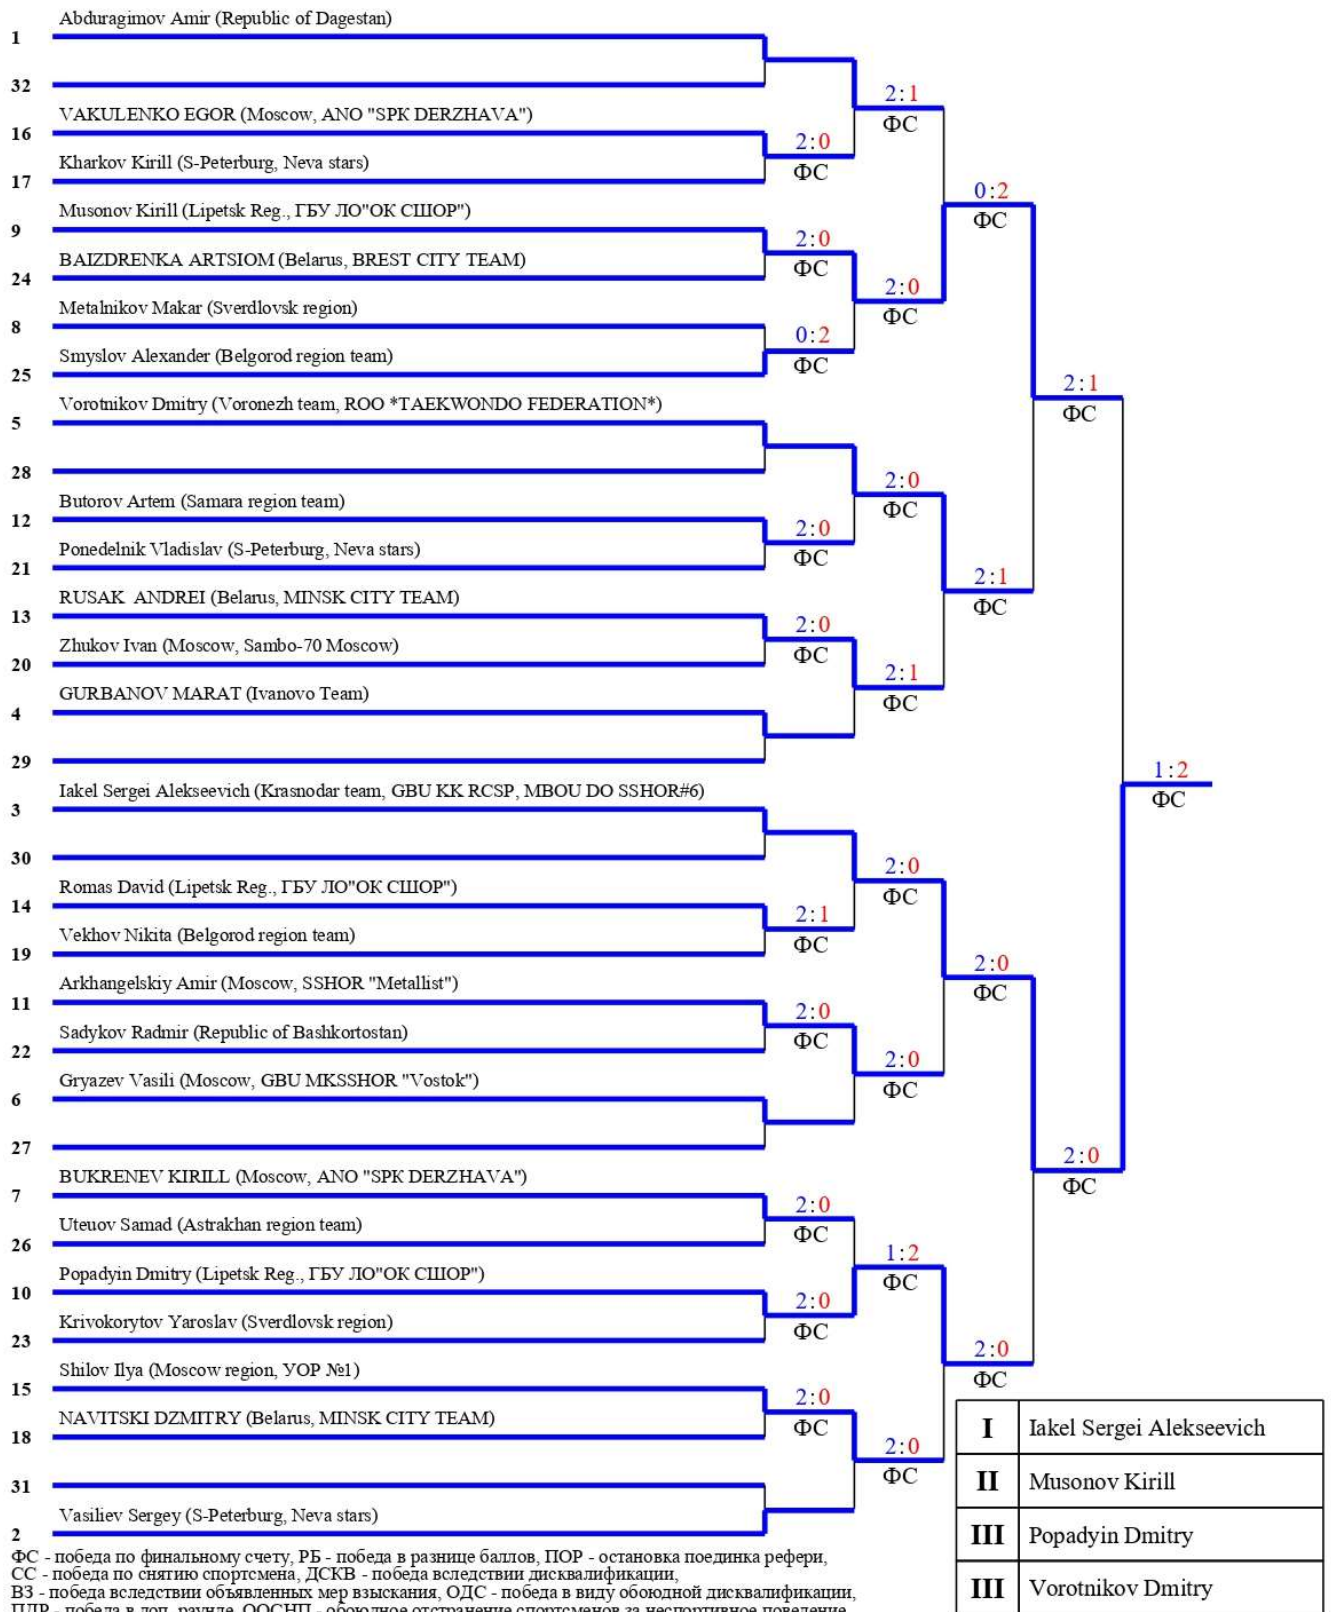 Abduragimov Amir (Republic of Dagestan)
1
32
2:1
VAKULENKO EGOR (Moscow, ANO "SPK DERZHAVA")
ФС
16
2:0
Kharkov Kirill (S-Peterburg, Neva stars)
ФС
17
0:2
Musonov Kirill (Lipetsk Reg., ГБУ ЛО"ОК СШОР")
ФС
9
2:0
BAIZDRENKA ARTSIOM (Belarus, BREST CITY TEAM)
ФС
24
2:0
Metalnikov Makar (Sverdlovsk region)
ФС
8
0:2
Smyslov Alexander (Belgorod region team)
ФС
25
2:1
Vorotnikov Dmitry (Voronezh team, ROO *TAEKWONDO FEDERATION*)
ФС
5
28
2:0
Butorov Artem (Samara region team)
ФС
12
2:0
Ponedelnik Vladislav (S-Peterburg, Neva stars)
ФС
21
2:1
RUSAK ANDREI (Belarus, MINSK CITY TEAM)
ФС
13
2:0
Zhukov Ivan (Moscow, Sambo-70 Moscow)
ФС
20
2:1
GURBANOV MARAT (Ivanovo Team)
ФС
4
29
1:2
Iakel Sergei Alekseevich (Krasnodar team, GBU KK RCSP, MBOU DO SSHOR#6)
ФС
3
30
2:0
Romas David (Lipetsk Reg., ГБУ ЛО"ОК СШОР")
ФС
14
2:1
Vekhov Nikita (Belgorod region team)
ФС
19
2:0
Arkhangelskiy Amir (Moscow, SSHOR "Metallist")
ФС
11
2:0
Sadykov Radmir (Republic of Bashkortostan)
ФС
22
2:0
Gryazev Vasili (Moscow, GBU MKSSHOR "Vostok")
ФС
6
27
2:0
BUKRENEV KIRILL (Moscow, ANO "SPK DERZHAVA")
ФС
7
2:0
Uteuov Samad (Astrakhan region team)
ФС
26
1:2
Popadyin Dmitry (Lipetsk Reg., ГБУ ЛО"ОК СШОР")
ФС
10
2:0
Krivokorytov Yaroslav (Sverdlovsk region)
ФС
23
2:0
Shilov Ilya (Moscow region, УОР №1)
ФС
15
2:0
NAVITSKI DZMITRY (Belarus, MINSK CITY TEAM)
ФС
18
2:0
ФС
31
Vasiliev Sergey (S-Peterburg, Neva stars)
2
I Iakel Sergei Alekseevich
II Musonov Kirill
III Popadyin Dmitry
III Vorotnikov Dmitry
ФС - победа по финальному счету, РБ - победа в разнице баллов, ПОР - остановка поединка рефери,
СС - победа по снятию спортсмена, ДСКВ - победа вследствии дисквалификации,
ВЗ - победа вследствии объявленных мер взыскания, ОДС - победа в виду обоюдной дисквалификации,
ПДР - победа в доп. раунде, ООСНП - обоюдное отстранение спортсменов за неспортивное поведение